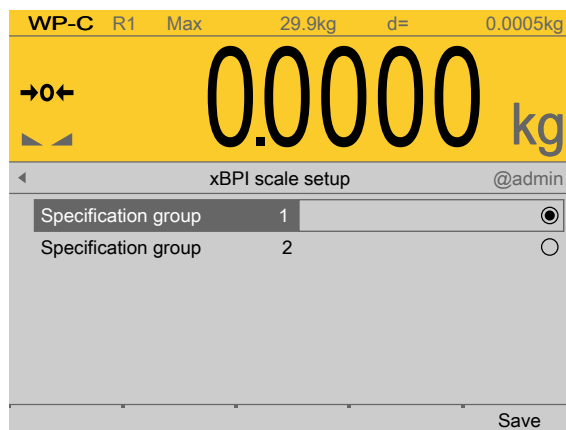 WP-C R1 Max 29.9kg d= 0.0005kg
→0←
0.0000 kg
xBPI scale setup @admin
Specification group 1
Specification group 2
Save